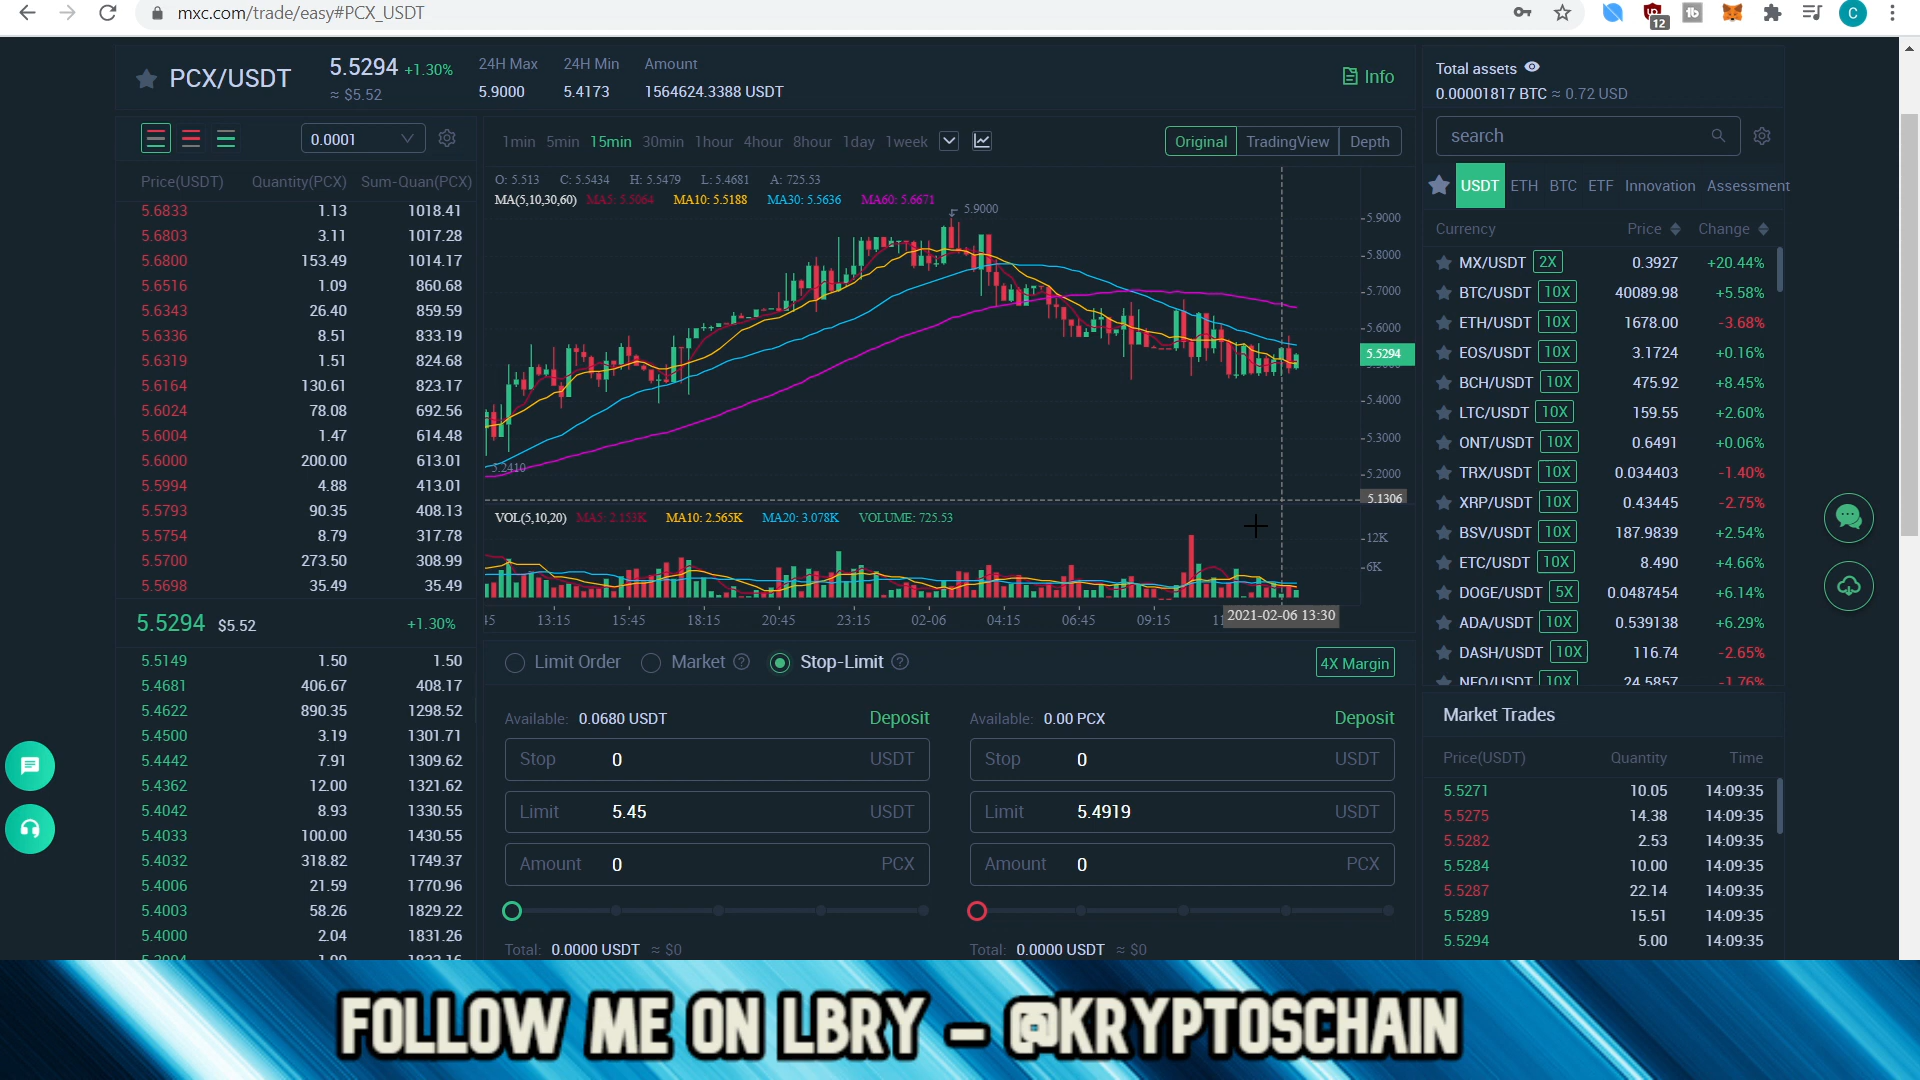 mxc.com/trade/easy#PCX_USDT
12
C
PCX/USDT
5.5294 +1.30%
≈ $5.52
24H Max
5.9000
24H Min
5.4173
Amount
1564624.3388 USDT
Info
Total assets
0.00001817 BTC ≈ 0.72 USD
0.0001
1min 5min 15min 30min 1hour 4hour 8hour 1day 1week
Original TradingView Depth
search
Price(USDT) Quantity(PCX) Sum-Quan(PCX)
5.6833 1.13 1018.41
5.6803 3.11 1017.28
5.6800 153.49 1014.17
5.6516 1.09 860.68
5.6343 26.40 859.59
5.6336 8.51 833.19
5.6319 1.51 824.68
5.6164 130.61 823.17
5.6024 78.08 692.56
5.6004 1.47 614.48
5.6000 200.00 613.01
5.5994 4.88 413.01
5.5793 90.35 408.13
5.5754 8.79 317.78
5.5700 273.50 308.99
5.5698 35.49 35.49
5.5294 $5.52 +1.30%
5.5149 1.50 1.50
5.4681 406.67 408.17
5.4622 890.35 1298.52
5.4500 3.19 1301.71
5.4442 7.91 1309.62
5.4362 12.00 1321.62
5.4042 8.93 1330.55
5.4033 100.00 1430.55
5.4032 318.82 1749.37
5.4006 21.59 1770.96
5.4003 58.26 1829.22
5.4000 2.04 1831.26
O: 5.513 C: 5.5434 H: 5.5479 L: 5.4681 A: 725.53
MA(5,10,30,60) MA5: 5.5064 MA10: 5.5188 MA30: 5.5636 MA60: 5.6671
5.9000
5.2410
5.9000
5.8000
5.7000
5.6000
5.5294
5.4000
5.3000
5.2000
5.1306
VOL(5,10,20) MA5: 2.153K MA10: 2.565K MA20: 3.078K VOLUME: 725.53
12K
6K
45 13:15 15:45 18:15 20:45 23:15 02-06 04:15 06:45 09:15 11 2021-02-06 13:30
Limit Order Market Stop-Limit 4X Margin
Available: 0.0680 USDT Deposit
Stop 0 USDT
Limit 5.45 USDT
Amount 0 PCX
Total: 0.0000 USDT ≈ $0
Available: 0.00 PCX Deposit
Stop 0 USDT
Limit 5.4919 USDT
Amount 0 PCX
Total: 0.0000 USDT ≈ $0
USDT ETH BTC ETF Innovation Assessment
Currency Price Change
MX/USDT 2X 0.3927 +20.44%
BTC/USDT 10X 40089.98 +5.58%
ETH/USDT 10X 1678.00 -3.68%
EOS/USDT 10X 3.1724 +0.16%
BCH/USDT 10X 475.92 +8.45%
LTC/USDT 10X 159.55 +2.60%
ONT/USDT 10X 0.6491 +0.06%
TRX/USDT 10X 0.034403 -1.40%
XRP/USDT 10X 0.43445 -2.75%
BSV/USDT 10X 187.9839 +2.54%
ETC/USDT 10X 8.490 +4.66%
DOGE/USDT 5X 0.0487454 +6.14%
ADA/USDT 10X 0.539138 +6.29%
DASH/USDT 10X 116.74 -2.65%
NEO/USDT 10X 24.5857 -1.76%
Market Trades
Price(USDT) Quantity Time
5.5271 10.05 14:09:35
5.5275 14.38 14:09:35
5.5282 2.53 14:09:35
5.5284 10.00 14:09:35
5.5287 22.14 14:09:35
5.5289 15.51 14:09:35
5.5294 5.00 14:09:35
FOLLOW ME ON LBRY - @KRYPTOSCHAIN